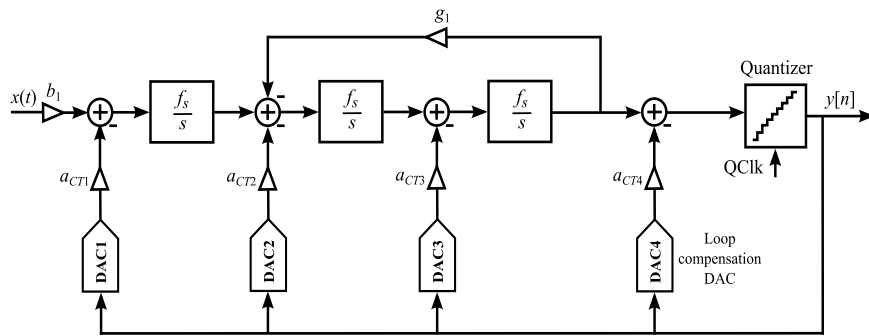 g1
x(t)
b1
fs
s
fs
s
fs
s
Quantizer
y[n]
QClk
aCT1
aCT2
aCT3
aCT4
DAC1
DAC2
DAC3
DAC4
Loop
compensation
DAC